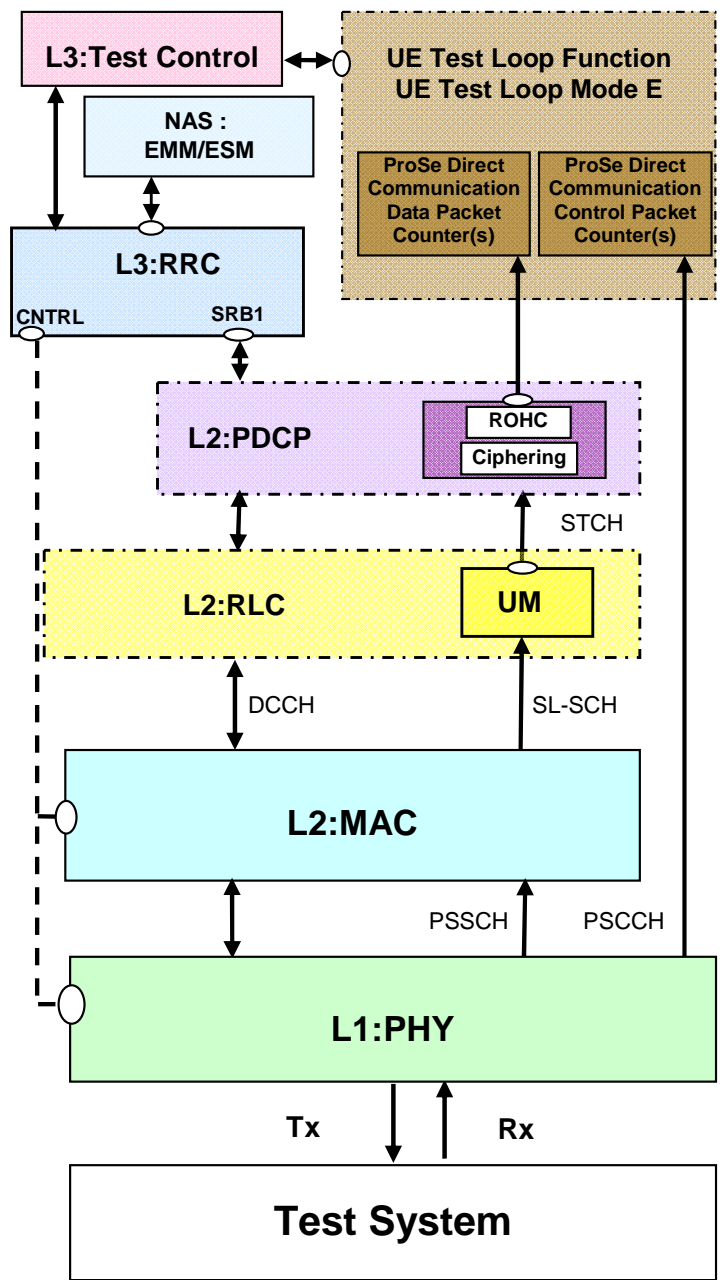 L3:Test Control
UE Test Loop Function
UE Test Loop Mode E
NAS :
EMM/ESM
ProSe Direct
Communication
Data Packet
Counter(s)
ProSe Direct
Communication
Control Packet
Counter(s)
L3:RRC
CNTRL
SRB1
L2:PDCP
ROHC
Ciphering
STCH
L2:RLC
UM
DCCH
SL-SCH
L2:MAC
PSSCH
PSCCH
L1:PHY
Tx
Rx
Test System